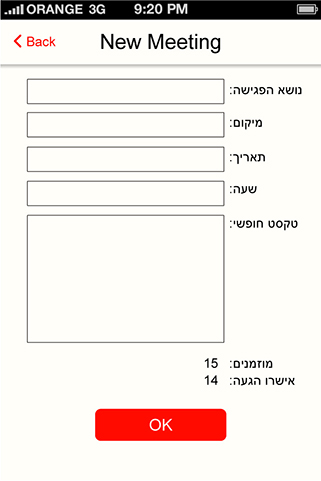 ORANGE 3G 9:20 PM
Back New Meeting
נושא הפגישה:
מיקום:
תאריך:
שעה:
טקסט חופשי:
מוזמנים: 15
אישרו הגעה: 14
OK